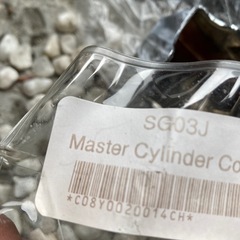 SG03J
Master Cylinder Co
*C08Y0020014CH*